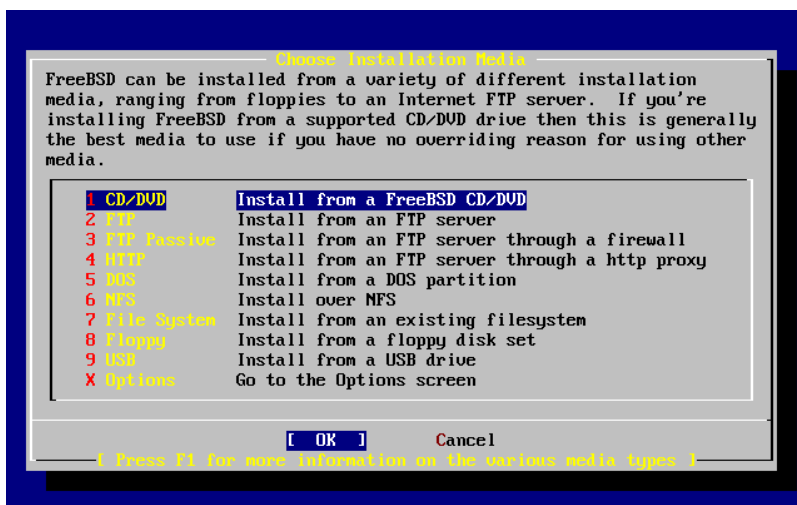 Choose Installation Media
FreeBSD can be installed from a variety of different installation
media, ranging from floppies to an Internet FTP server.  If you're
installing FreeBSD from a supported CD/DVD drive then this is generally
the best media to use if you have no overriding reason for using other
media.
1 CD/DVD Install from a FreeBSD CD/DVD
2 FTP Install from an FTP server
3 FTP Passive Install from an FTP server through a firewall
4 HTTP Install from an FTP server through a http proxy
5 DOS Install from a DOS partition
6 NFS Install over NFS
7 File System Install from an existing filesystem
8 Floppy Install from a floppy disk set
9 USB Install from a USB drive
X Options Go to the Options screen
[ OK ] Cancel
[ Press F1 for more information on the various media types ]